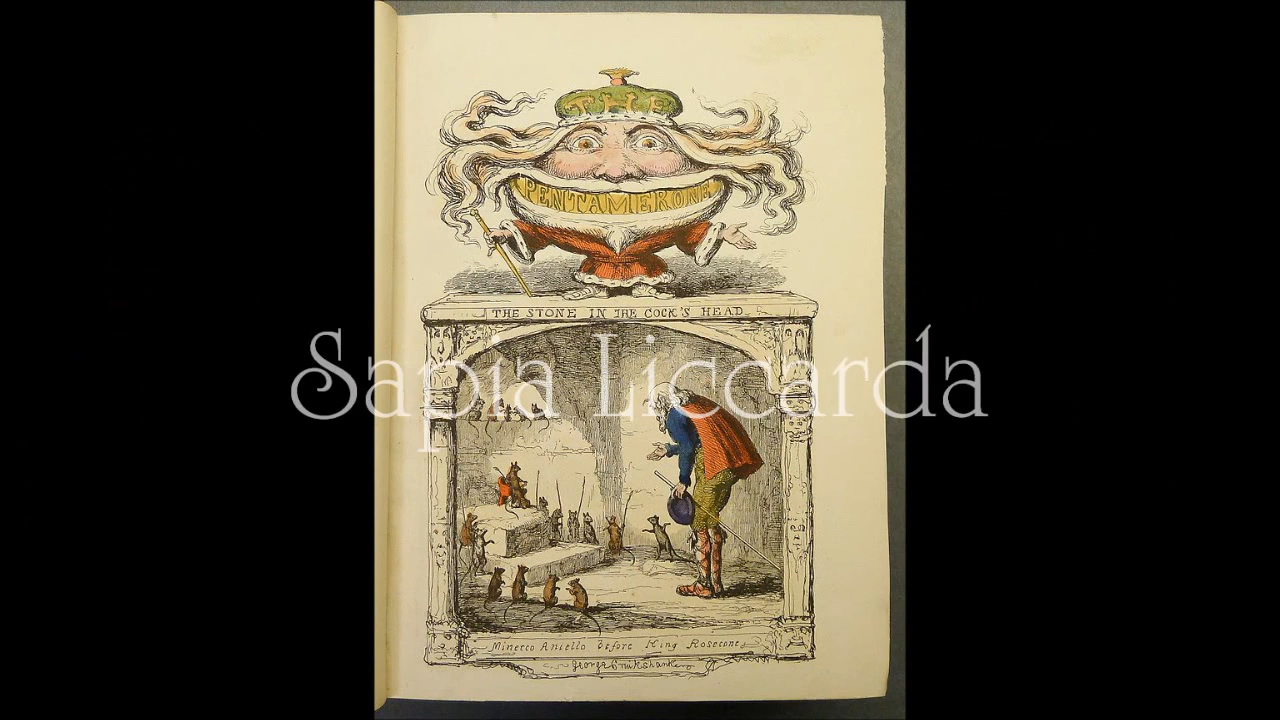 THE
PENTAMERONE
THE STONE IN THE COCK'S HEAD
Sapia Liccarda
Minecco Aniello before King Rosecone
George Cruikshank